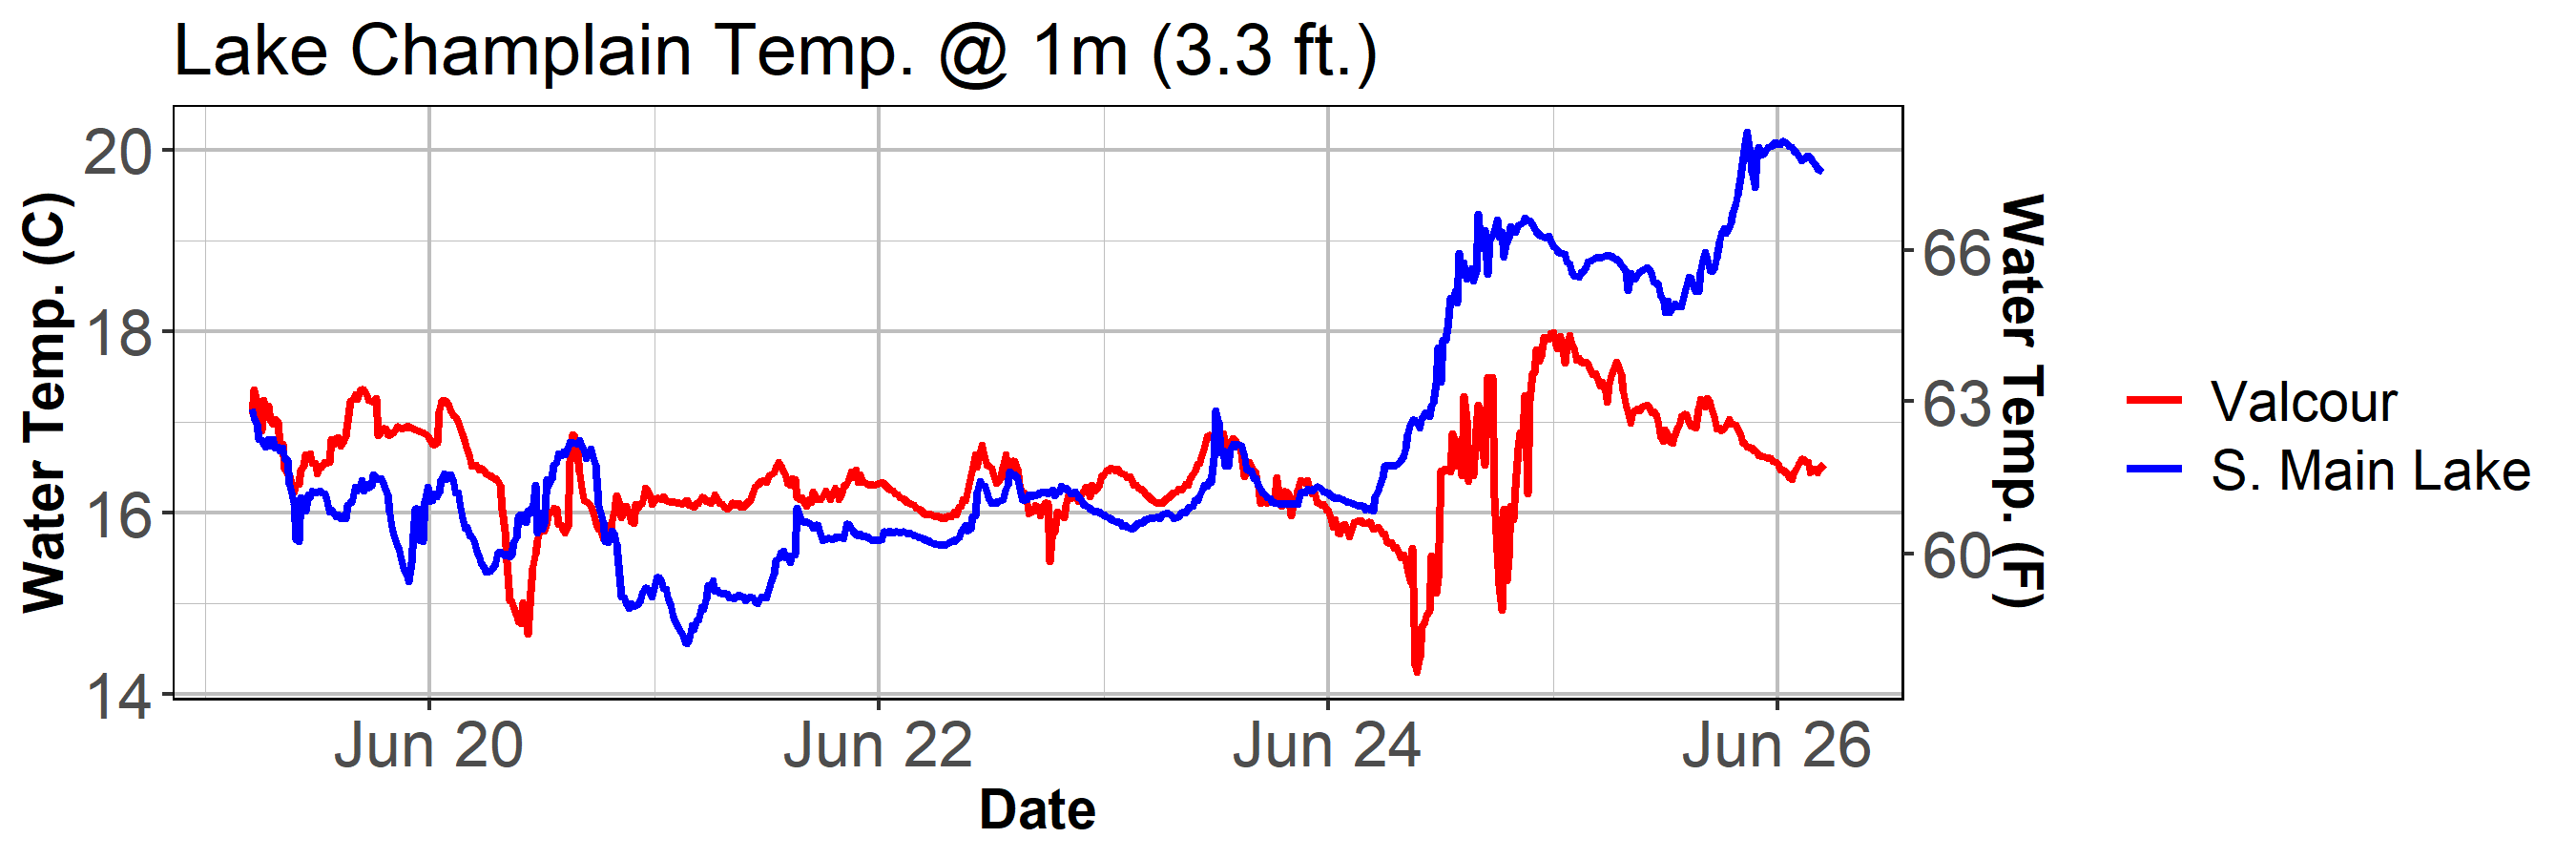 Lake Champlain Temp. @ 1m (3.3 ft.)
Water Temp. (C)
20
18
16
14
Jun 20
Jun 22
Jun 24
Jun 26
Date
66
63
60
Water Temp. (F)
Valcour
S. Main Lake